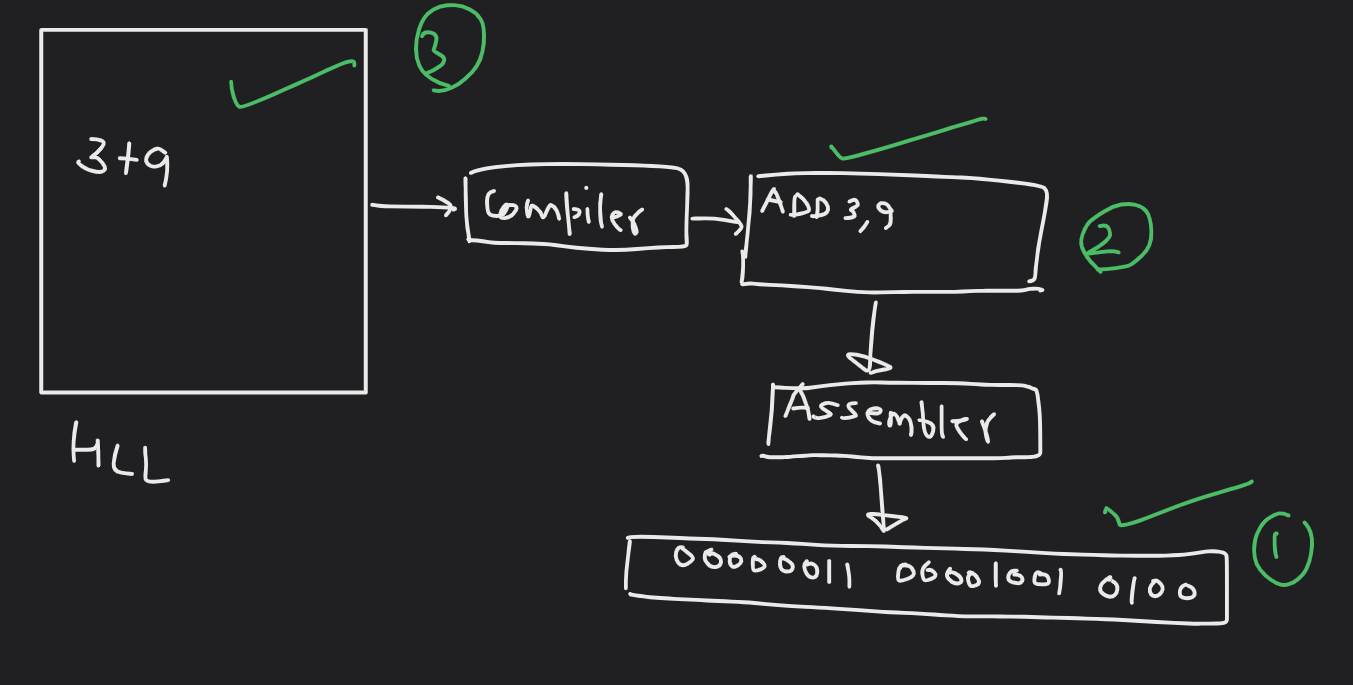 3
3+9
Compiler
ADD 3,9
2
HLL
Assembler
00000011 00001001 0100
1